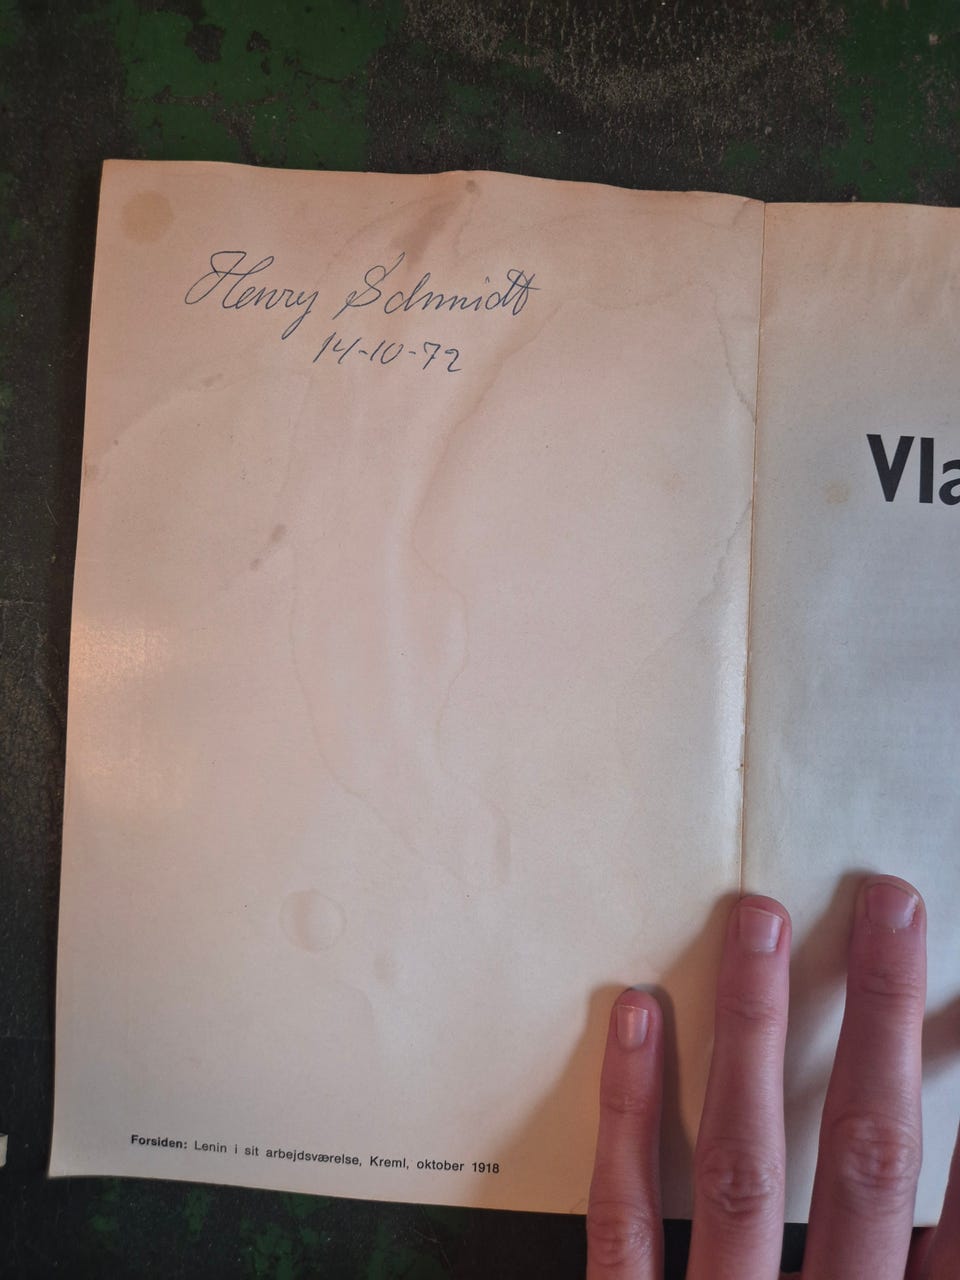 Henry Schmidt
14-10-72
Vla
Forsiden: Lenin i sit arbejdsværelse, Kreml, oktober 1918